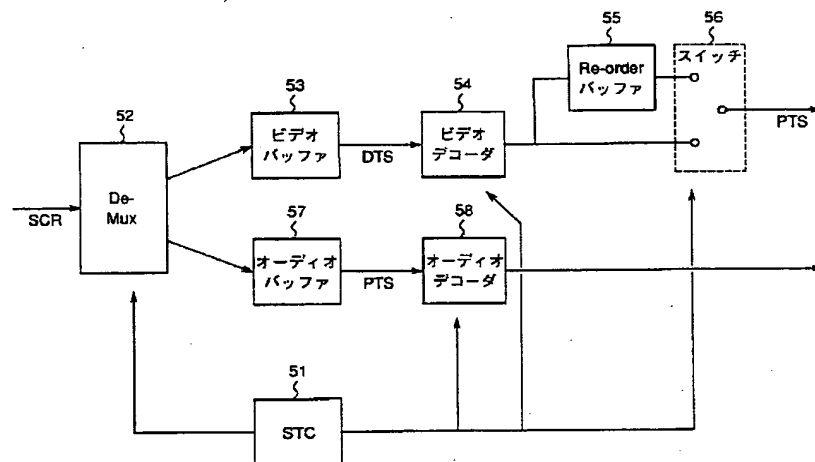 55
56
Re-order
バッファ
スイッチ
53
54
52
ビデオ
バッファ
DTS
ビデオ
デコーダ
PTS
De-
Mux
SCR
57
58
オーディオ
バッファ
PTS
オーディオ
デコーダ
51
STC